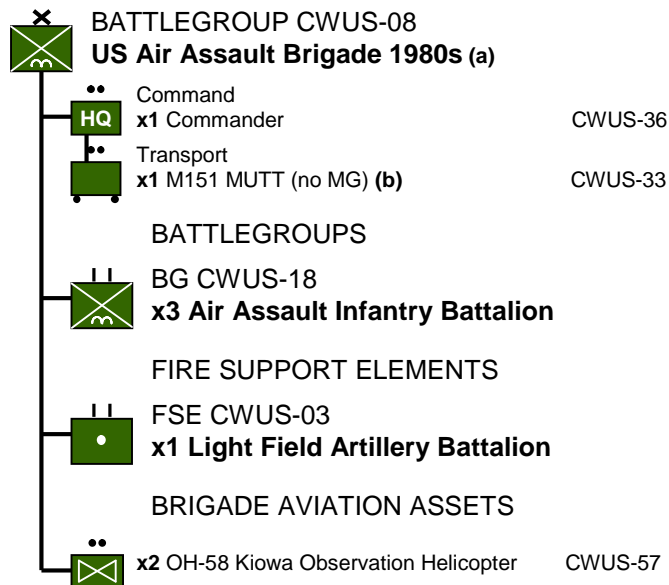 BATTLEGROUP CWUS-08
US Air Assault Brigade 1980s (a)
Command
HQ x1 Commander CWUS-36
Transport
x1 M151 MUTT (no MG) (b) CWUS-33
BATTLEGROUPS
BG CWUS-18
x3 Air Assault Infantry Battalion
FIRE SUPPORT ELEMENTS
FSE CWUS-03
x1 Light Field Artillery Battalion
BRIGADE AVIATION ASSETS
x2 OH-58 Kiowa Observation Helicopter CWUS-57